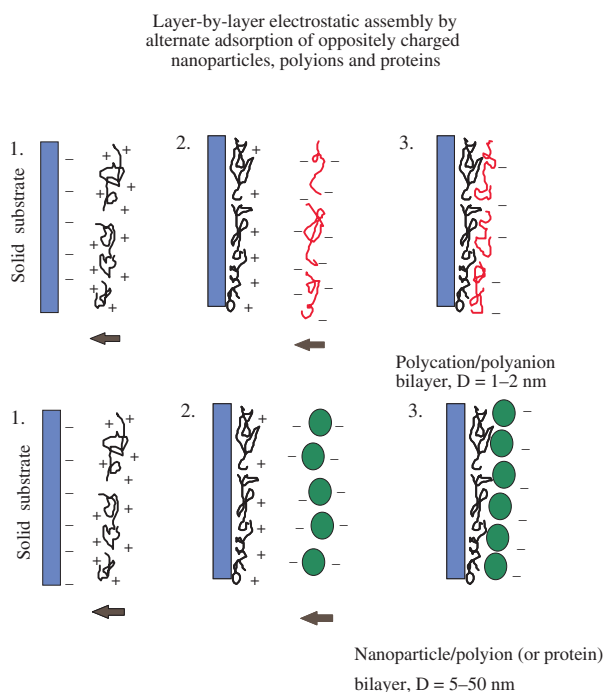 Layer-by-layer electrostatic assembly by
alternate adsorption of oppositely charged
nanoparticles, polyions and proteins
1.
2.
3.
Solid substrate
Polycation/polyanion
bilayer, D = 1–2 nm
1.
2.
3.
Solid substrate
Nanoparticle/polyion (or protein)
bilayer, D = 5–50 nm